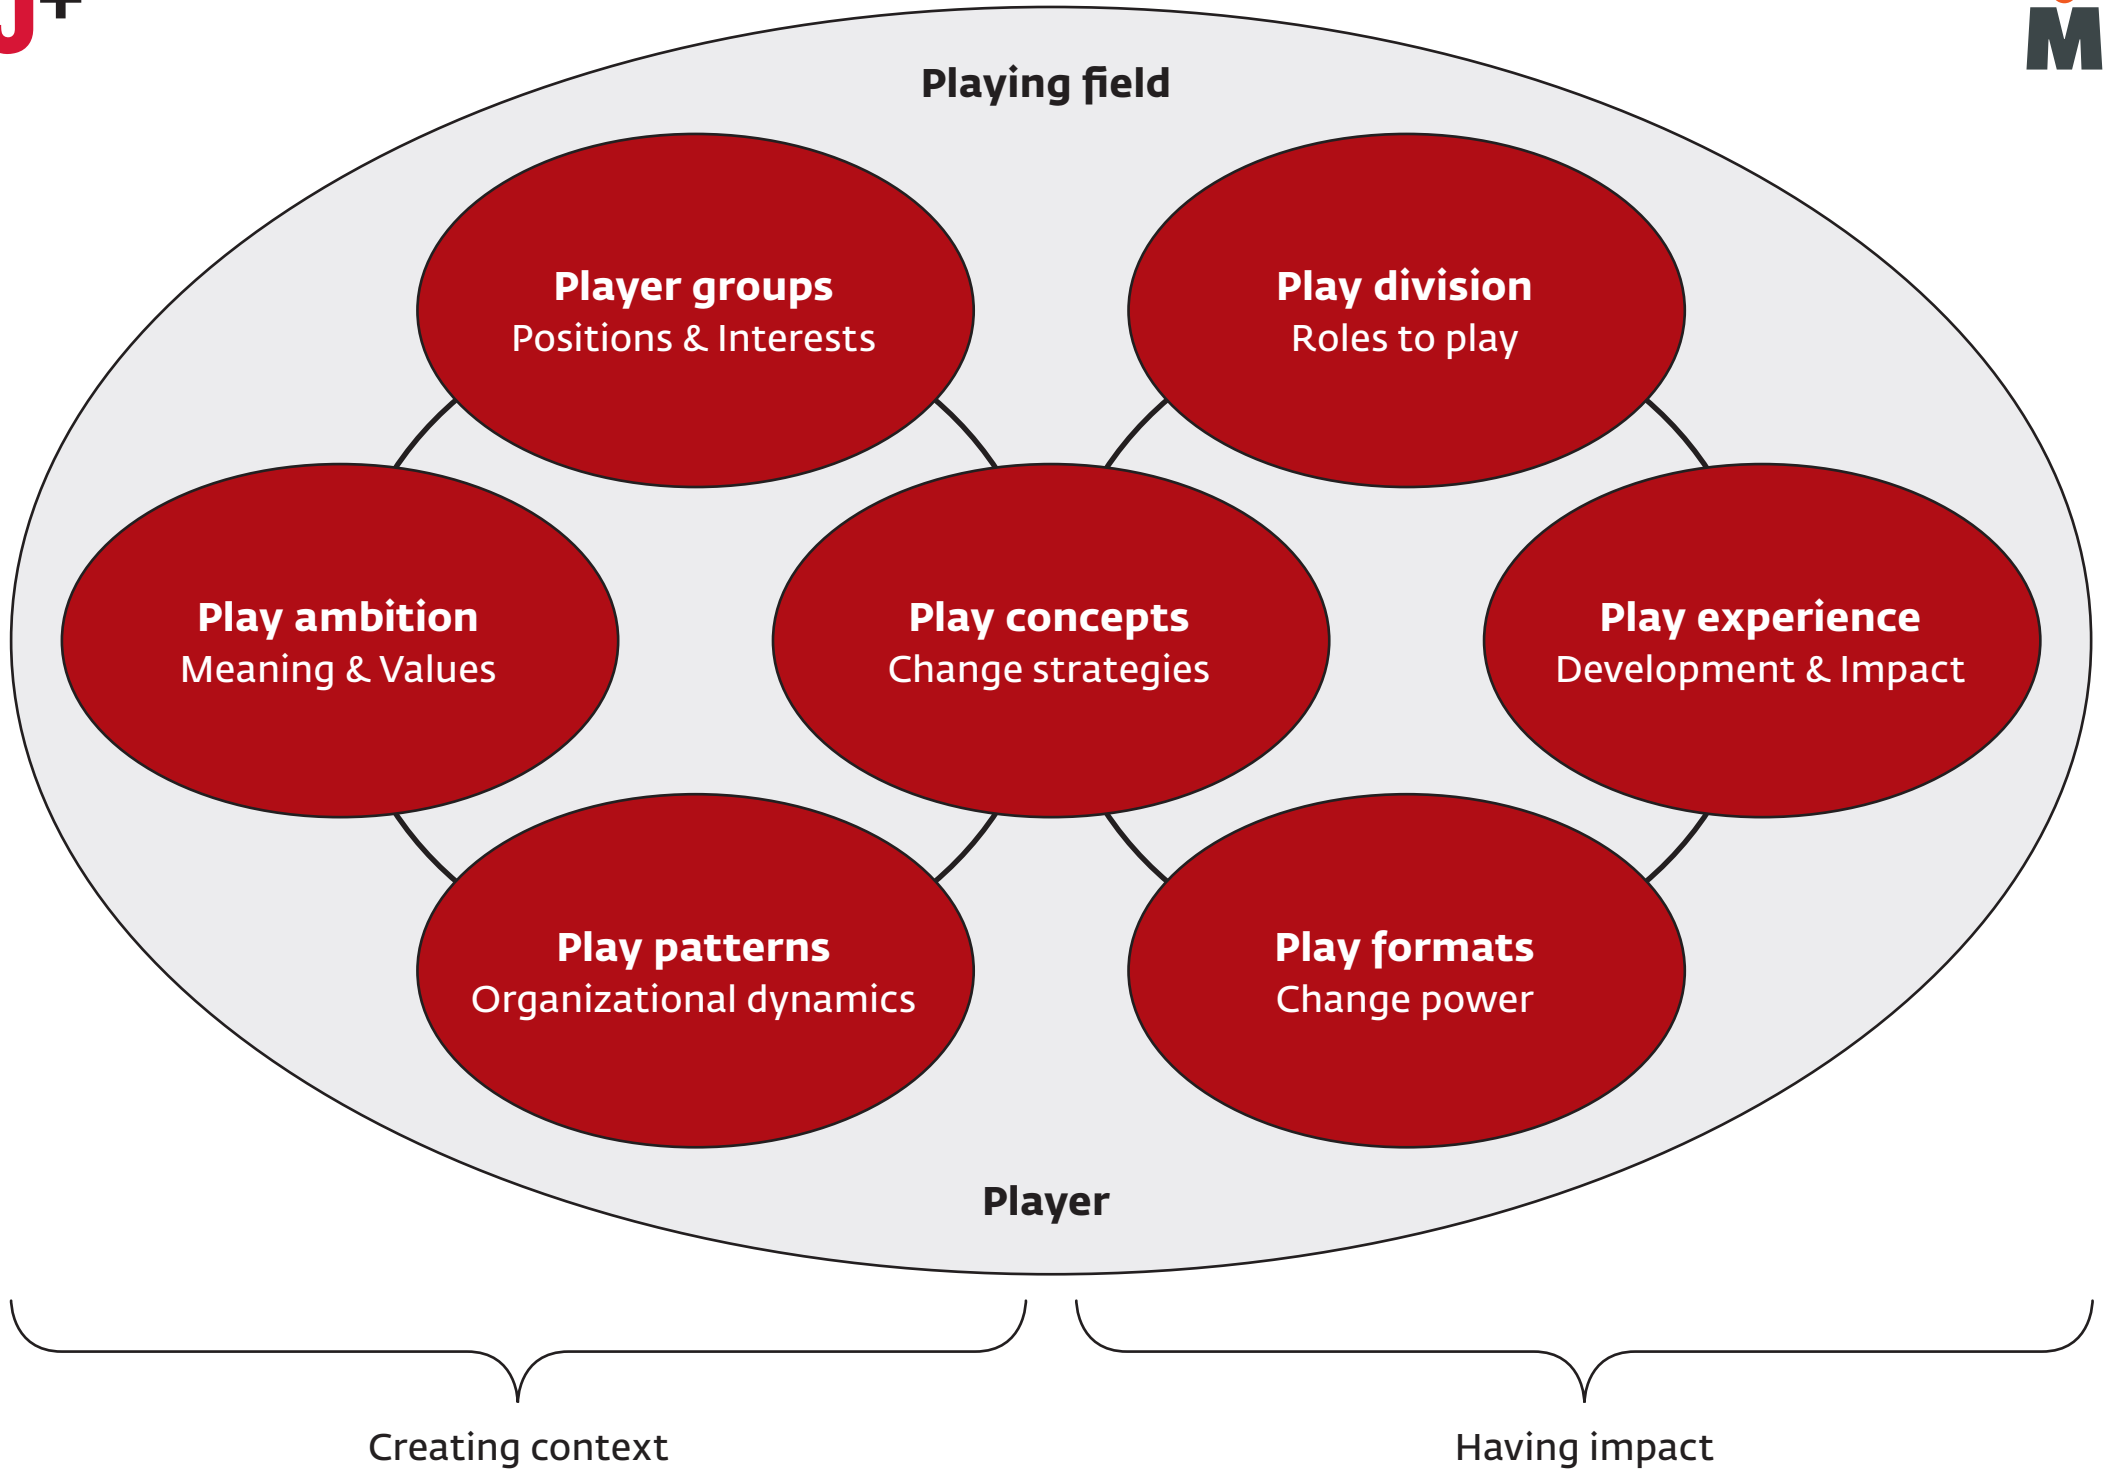 J+
M
Playing field
Player groups
Positions & Interests
Play division
Roles to play
Play ambition
Meaning & Values
Play concepts
Change strategies
Play experience
Development & Impact
Play patterns
Organizational dynamics
Play formats
Change power
Player
Creating context
Having impact